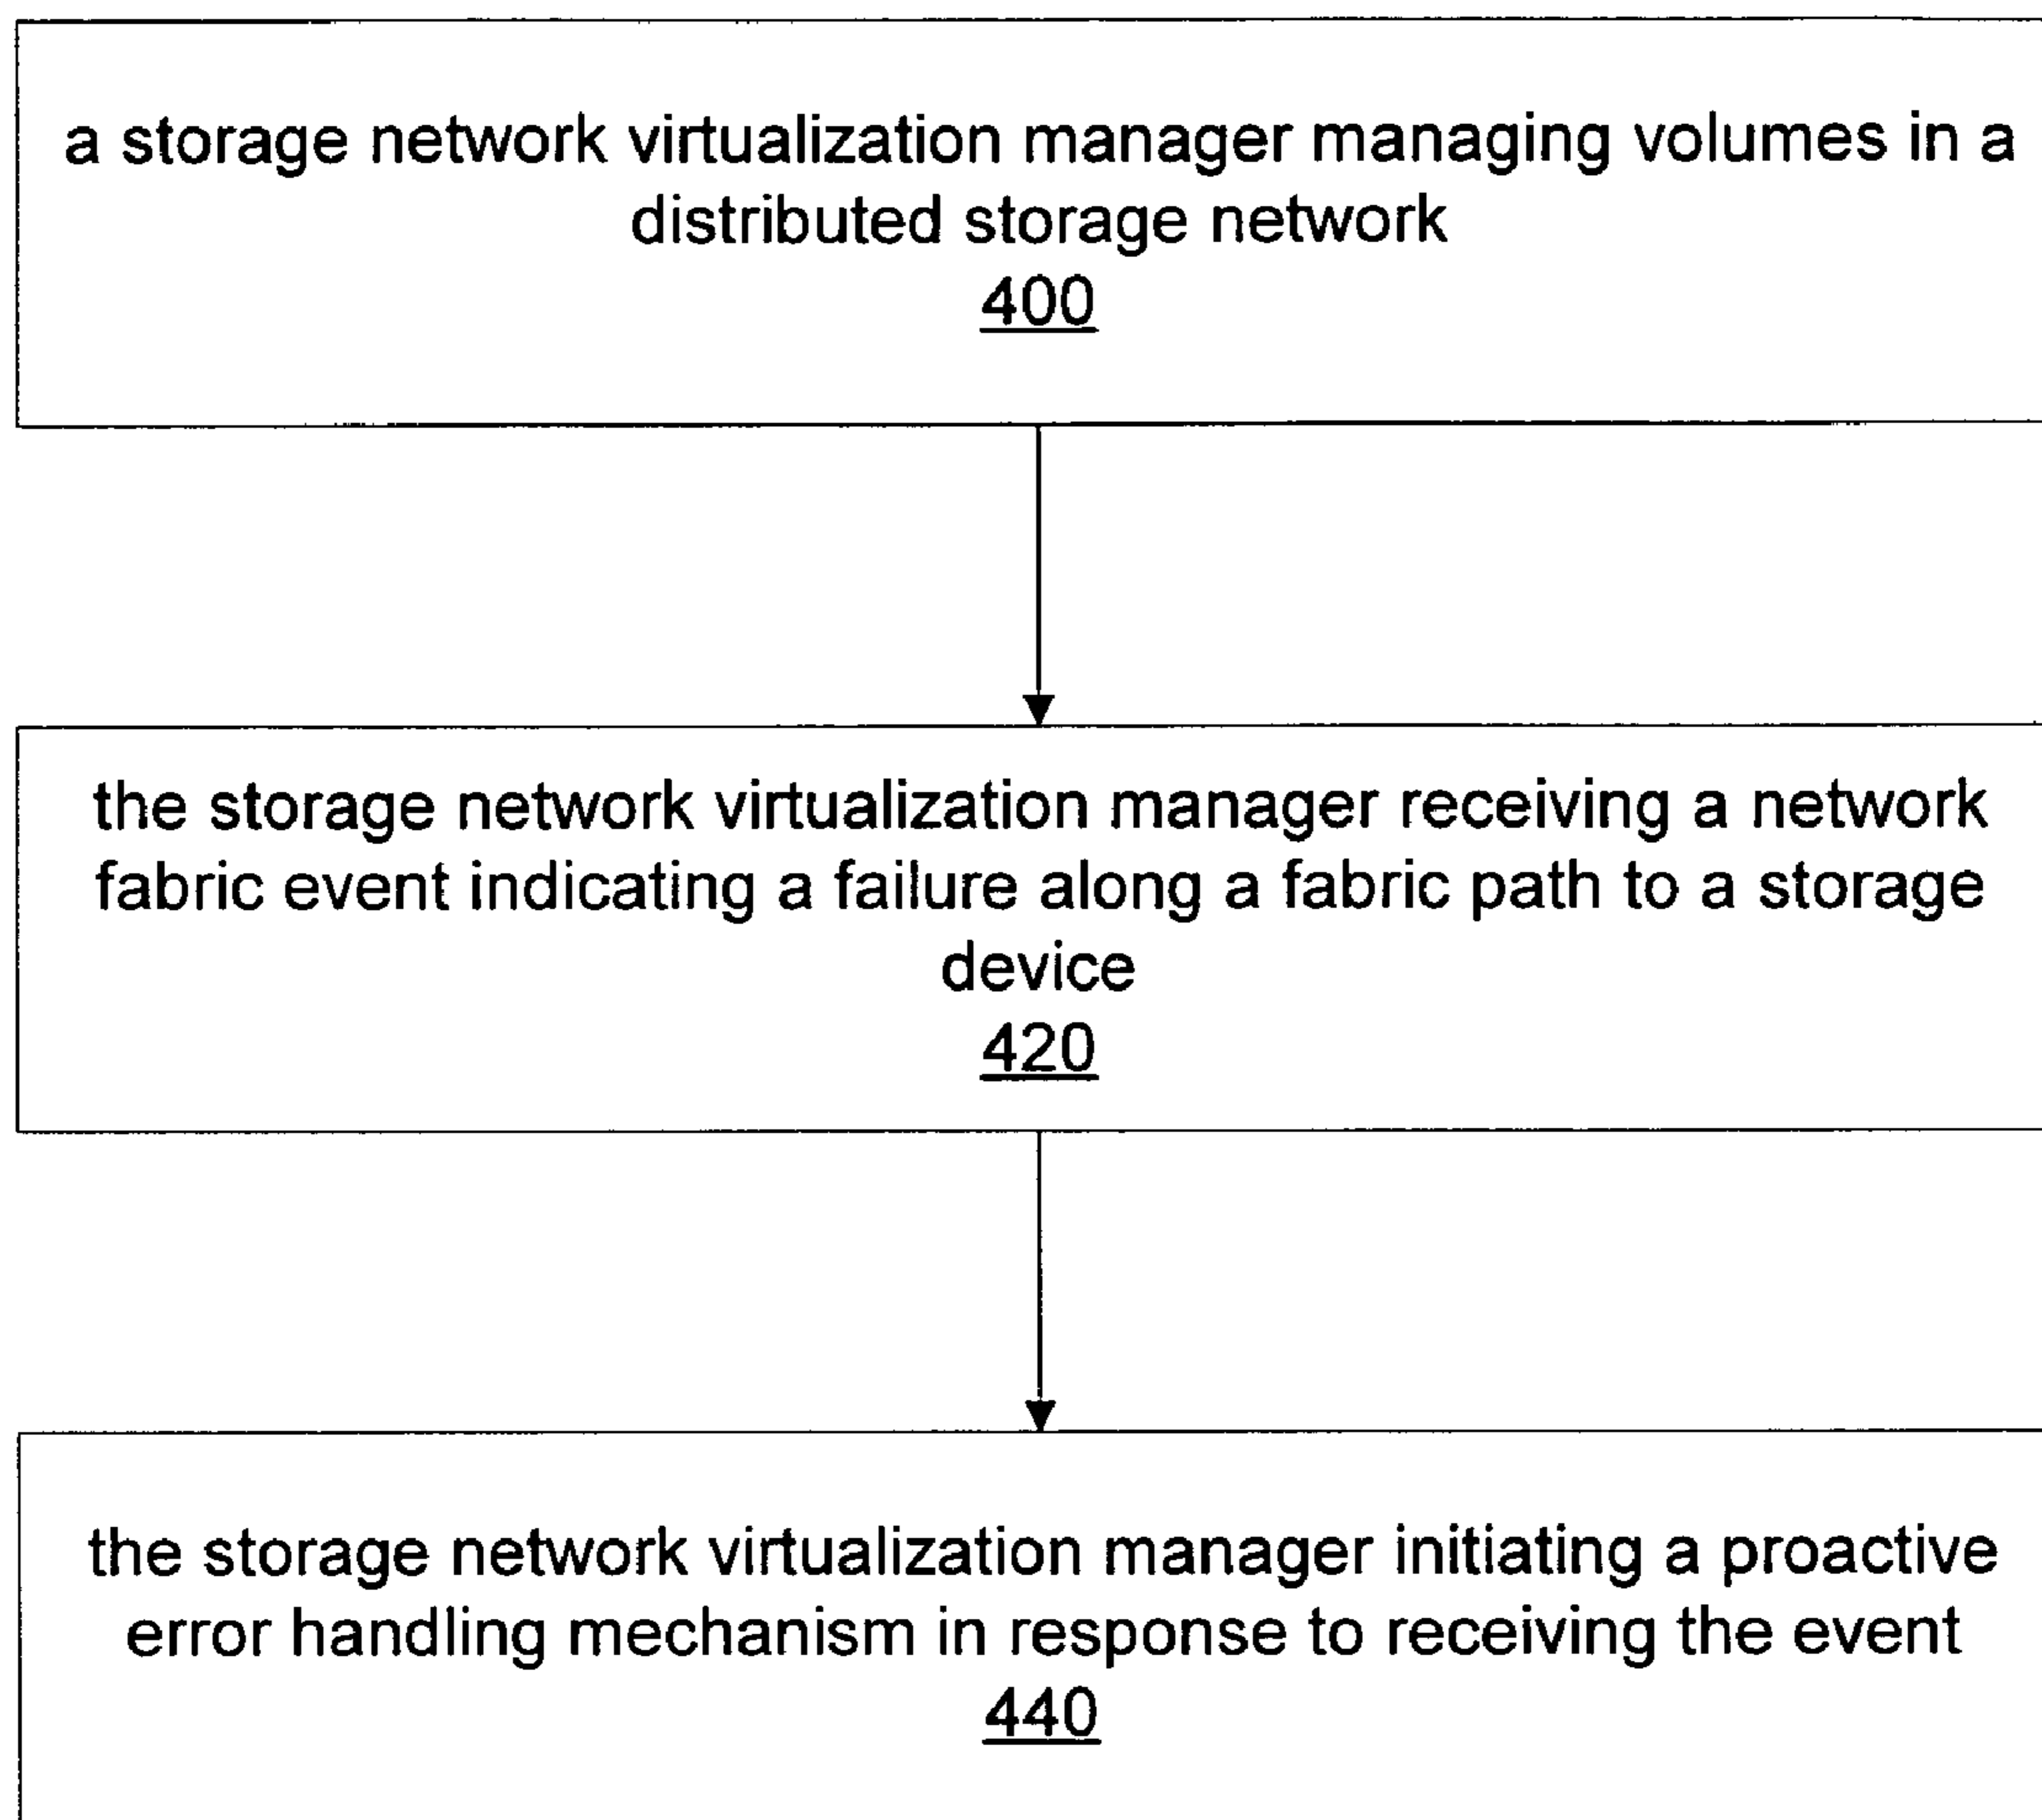 a storage network virtualization manager managing volumes in a
distributed storage network
400
the storage network virtualization manager receiving a network
fabric event indicating a failure along a fabric path to a storage
device
420
the storage network virtualization manager initiating a proactive
error handling mechanism in response to receiving the event
440